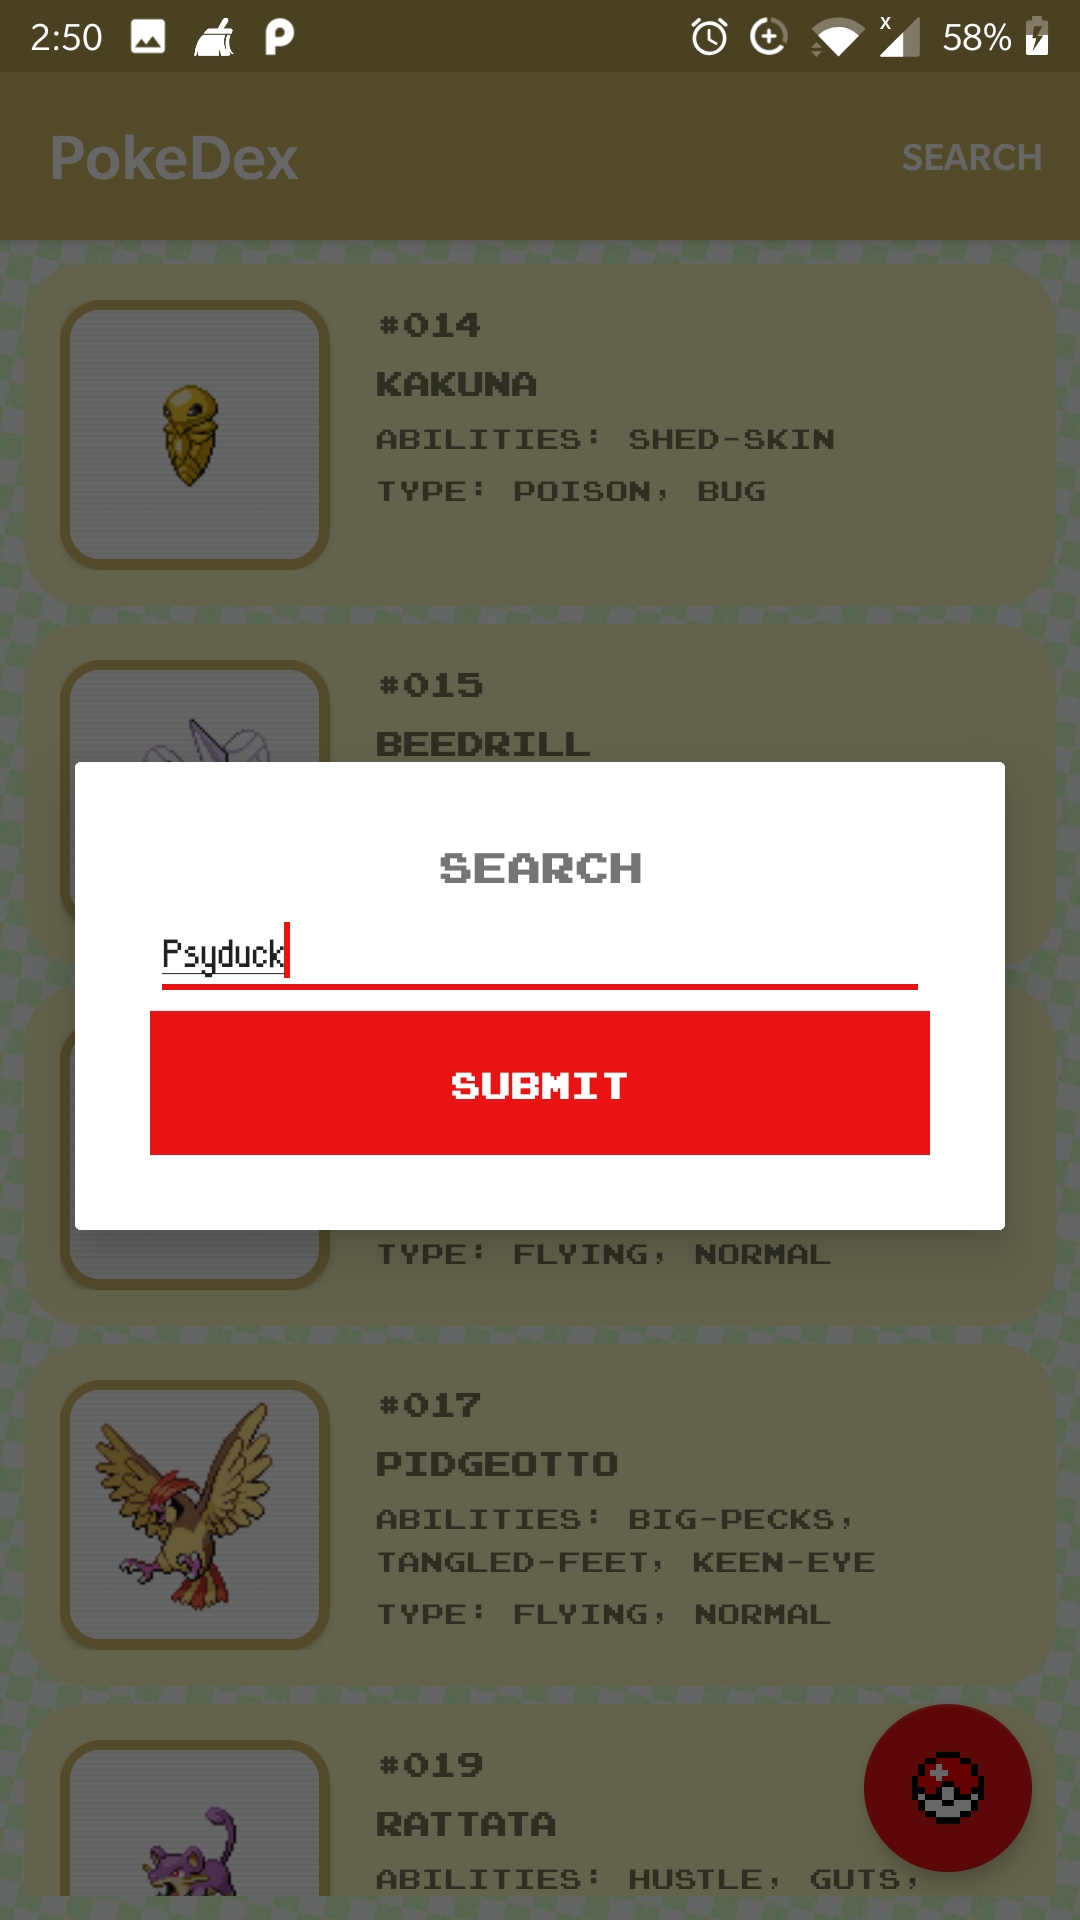 2:50 58%
PokeDex SEARCH
#014
KAKUNA
ABILITIES: SHED-SKIN
TYPE: POISON, BUG
#015
BEEDRILL
SEARCH
Psyduck
SUBMIT
TYPE: FLYING, NORMAL
#017
PIDGEOTTO
ABILITIES: BIG-PECKS,
TANGLED-FEET, KEEN-EYE
TYPE: FLYING, NORMAL
#019
RATTATA
ABILITIES: HUSTLE, GUTS,